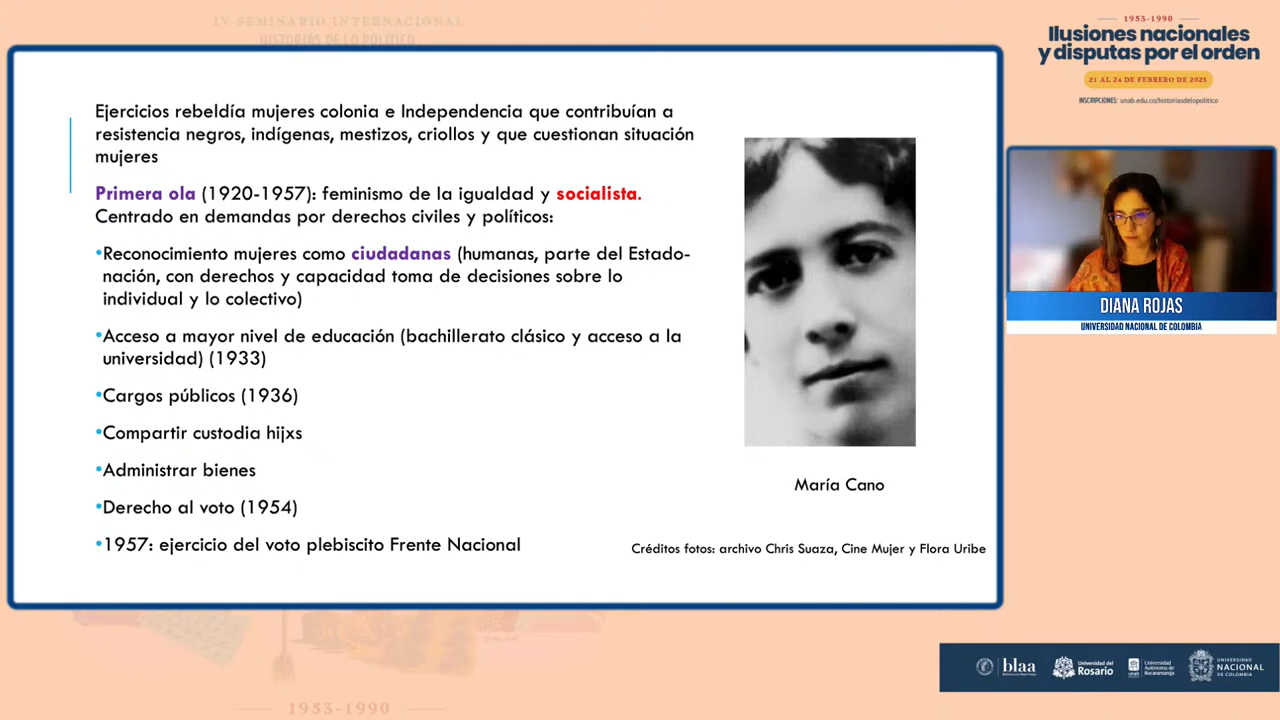 IV SEMINARIO INTERNACIONAL
HISTORIAS DE LO POLÍTICO
Ejercicios rebeldía mujeres colonia e Independencia que contribuían a
resistencia negros, indígenas, mestizos, criollos y que cuestionan situación
mujeres
Primera ola (1920-1957): feminismo de la igualdad y socialista.
Centrado en demandas por derechos civiles y políticos:
•Reconocimiento mujeres como ciudadanas (humanas, parte del Estado-
nación, con derechos y capacidad toma de decisiones sobre lo
individual y lo colectivo)
•Acceso a mayor nivel de educación (bachillerato clásico y acceso a la
universidad) (1933)
•Cargos públicos (1936)
•Compartir custodia hijxs
•Administrar bienes
•Derecho al voto (1954)
•1957: ejercicio del voto plebiscito Frente Nacional
María Cano
Créditos fotos: archivo Chris Suaza, Cine Mujer y Flora Uribe
1953-1990
Ilusiones nacionales
y disputas por el orden
21 AL 24 DE FEBRERO DE 2023
INSCRIPCIONES: unab.edu.co/historiasdelopolitico
DIANA ROJAS
UNIVERSIDAD NACIONAL DE COLOMBIA
blaa
Universidad del
Rosario
unab
Universidad
Autónoma de
Bucaramanga
UNIVERSIDAD
NACIONAL
DE COLOMBIA
1953-1990